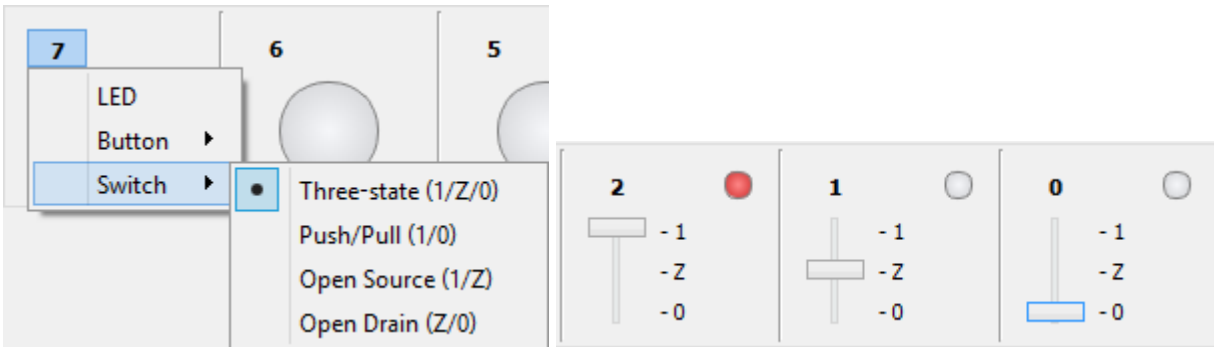 7 6 5
LED
Button
Switch
Three-state (1/Z/0)
Push/Pull (1/0)
Open Source (1/Z)
Open Drain (Z/0)
2
- 1
- Z
- 0
1
- 1
- Z
- 0
0
- 1
- Z
- 0